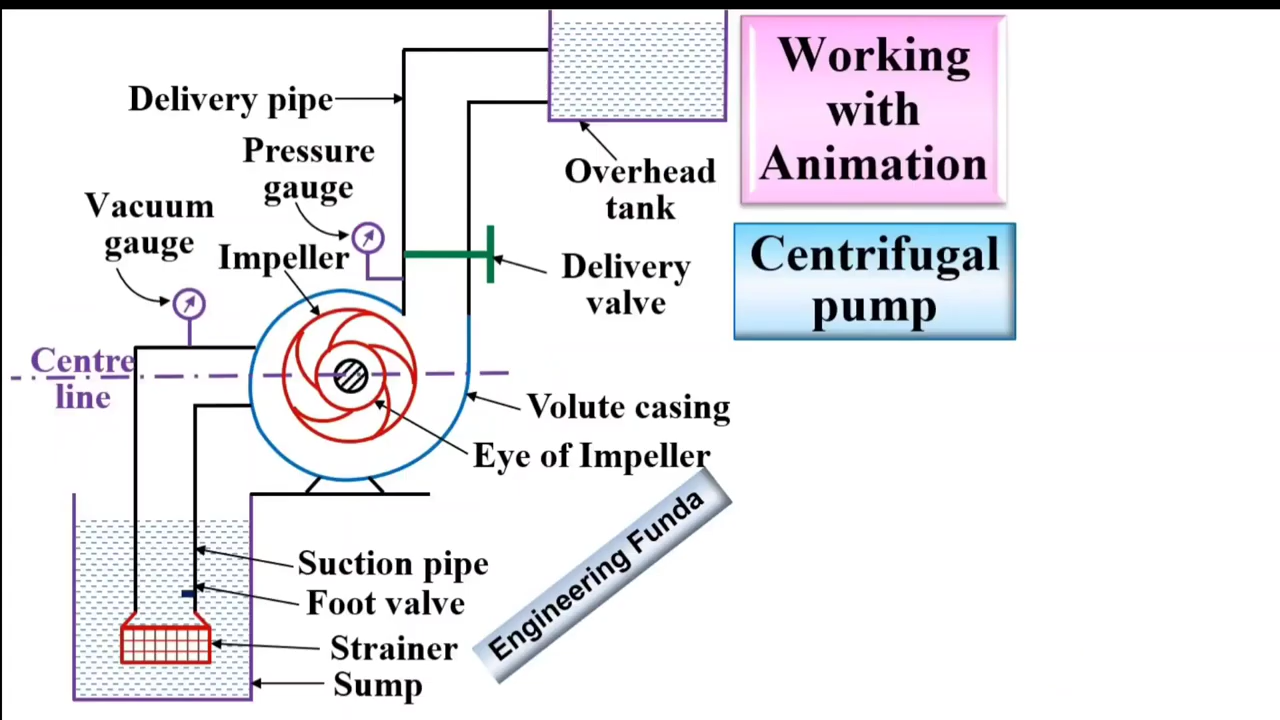 Working
with
Animation
Delivery pipe
Pressure
gauge
Overhead
tank
Vacuum
gauge
Impeller
Centrifugal
pump
Delivery
valve
Centre
line
Volute casing
Eye of Impeller
Engineering Funda
Suction pipe
Foot valve
Strainer
Sump